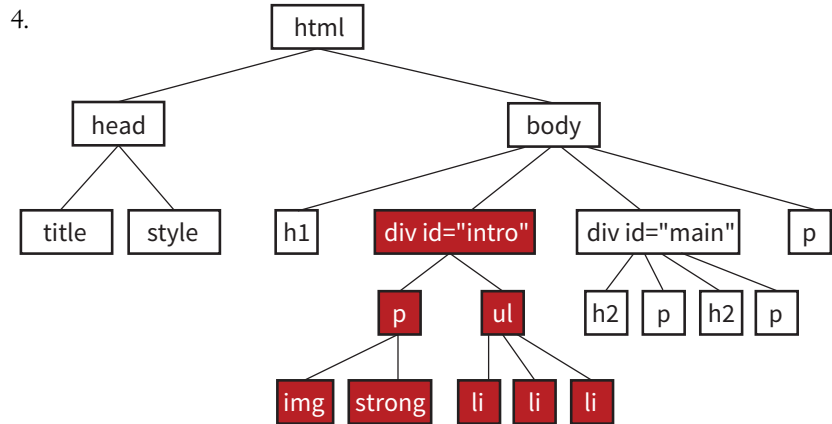 4.
html
head
body
title
style
h1
div id="intro"
div id="main"
p
p
ul
h2
p
h2
p
img
strong
li
li
li